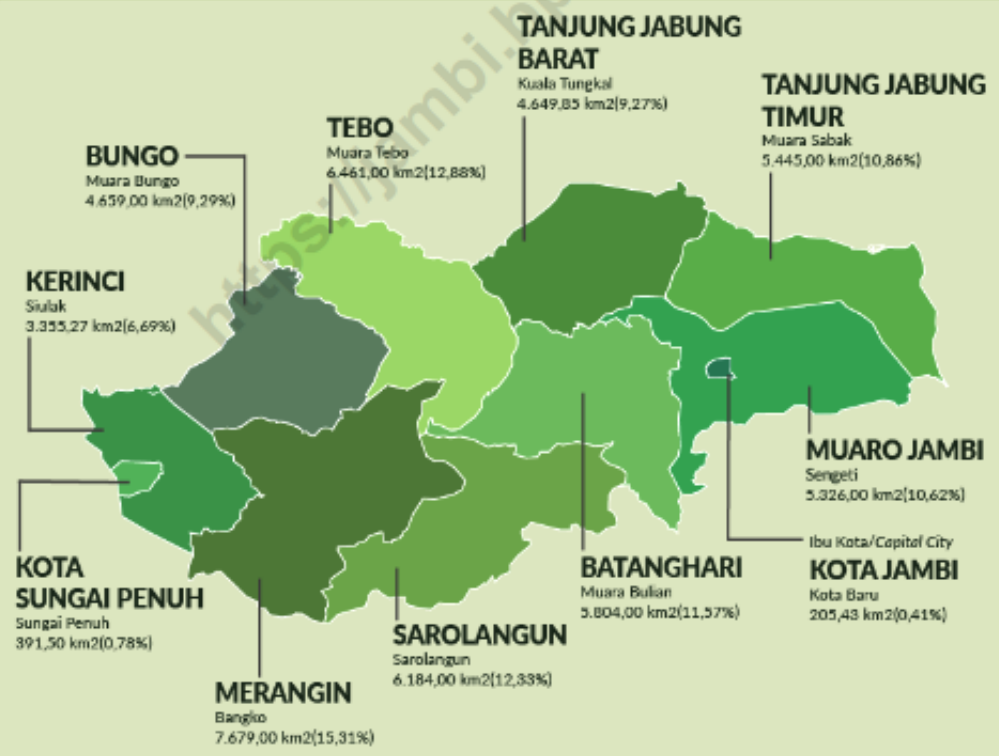 TANJUNG JABUNG
BARAT
Kuala Tungkal
4.649,85 km2(9,27%)
TANJUNG JABUNG
TIMUR
Muara Sabak
5.445,00 km2(10,86%)
TEBO
Muara Tebo
6.461,00 km2(12,88%)
BUNGO
Muara Bungo
4.659,00 km2(9,29%)
KERINCI
Siulak
3.355,27 km2(6,69%)
MUARO JAMBI
Sengeti
5.326,00 km2(10,62%)
Ibu Kota/Capital City
KOTA JAMBI
Kota Baru
205,43 km2(0,41%)
KOTA
SUNGAI PENUH
Sungai Penuh
391,50 km2(0,78%)
BATANGHARI
Muara Bulian
5.804,00 km2(11,57%)
SAROLANGUN
Sarolangun
6.184,00 km2(12,33%)
MERANGIN
Bangko
7.679,00 km2(15,31%)
https://jambi.bp